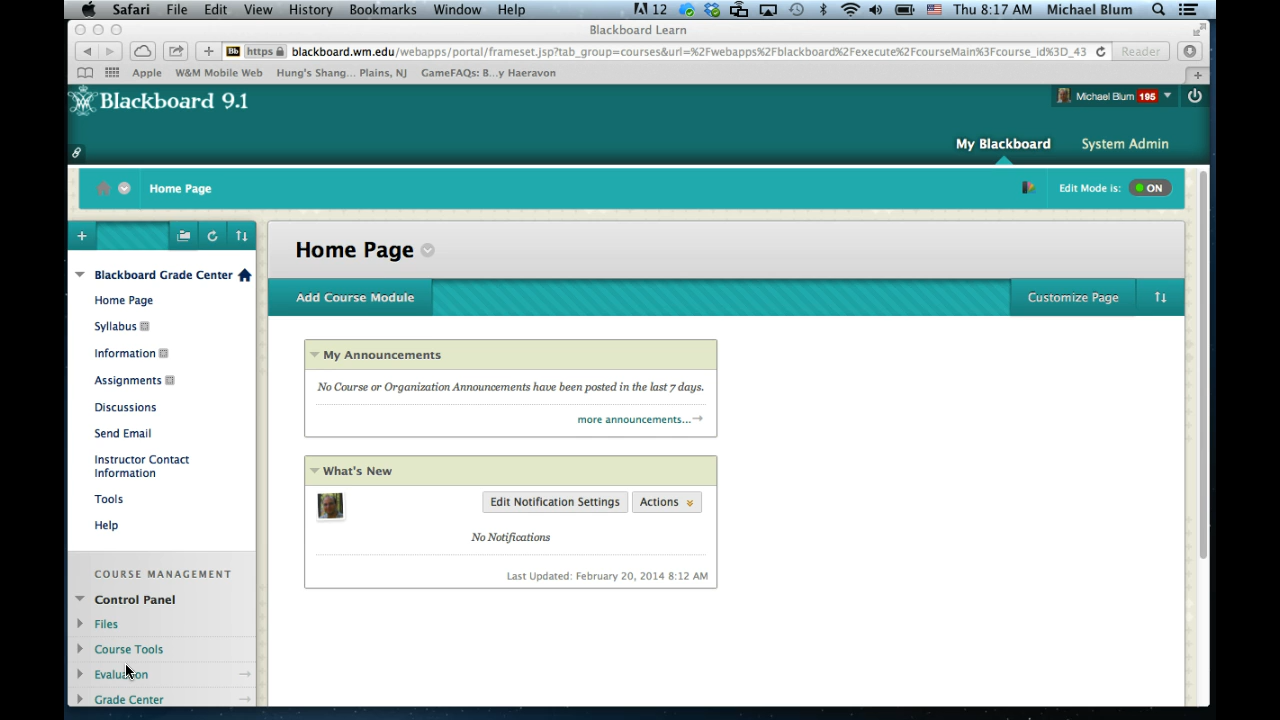 Safari File Edit View History Bookmarks Window Help 12 Thu 8:17 AM Michael Blum
Blackboard Learn
Bb https blackboard.wm.edu/webapps/portal/frameset.jsp?tab_group=courses&url=%2Fwebapps%2Fblackboard%2Fexecute%2FcourseMain%3Fcourse_id%3D_43 Reader
Apple W&M Mobile Web Hung's Shang... Plains, NJ GameFAQs: B...y Haeravon
Blackboard 9.1
Michael Blum 195
My Blackboard System Admin
Home Page Edit Mode is: ON
Home Page
Blackboard Grade Center
Home Page
Syllabus
Information
Assignments
Discussions
Send Email
Instructor Contact
Information
Tools
Help
COURSE MANAGEMENT
Control Panel
Files
Course Tools
Evaluation
Grade Center
Add Course Module Customize Page
My Announcements
No Course or Organization Announcements have been posted in the last 7 days.
more announcements...
What's New
Edit Notification Settings Actions
No Notifications
Last Updated: February 20, 2014 8:12 AM